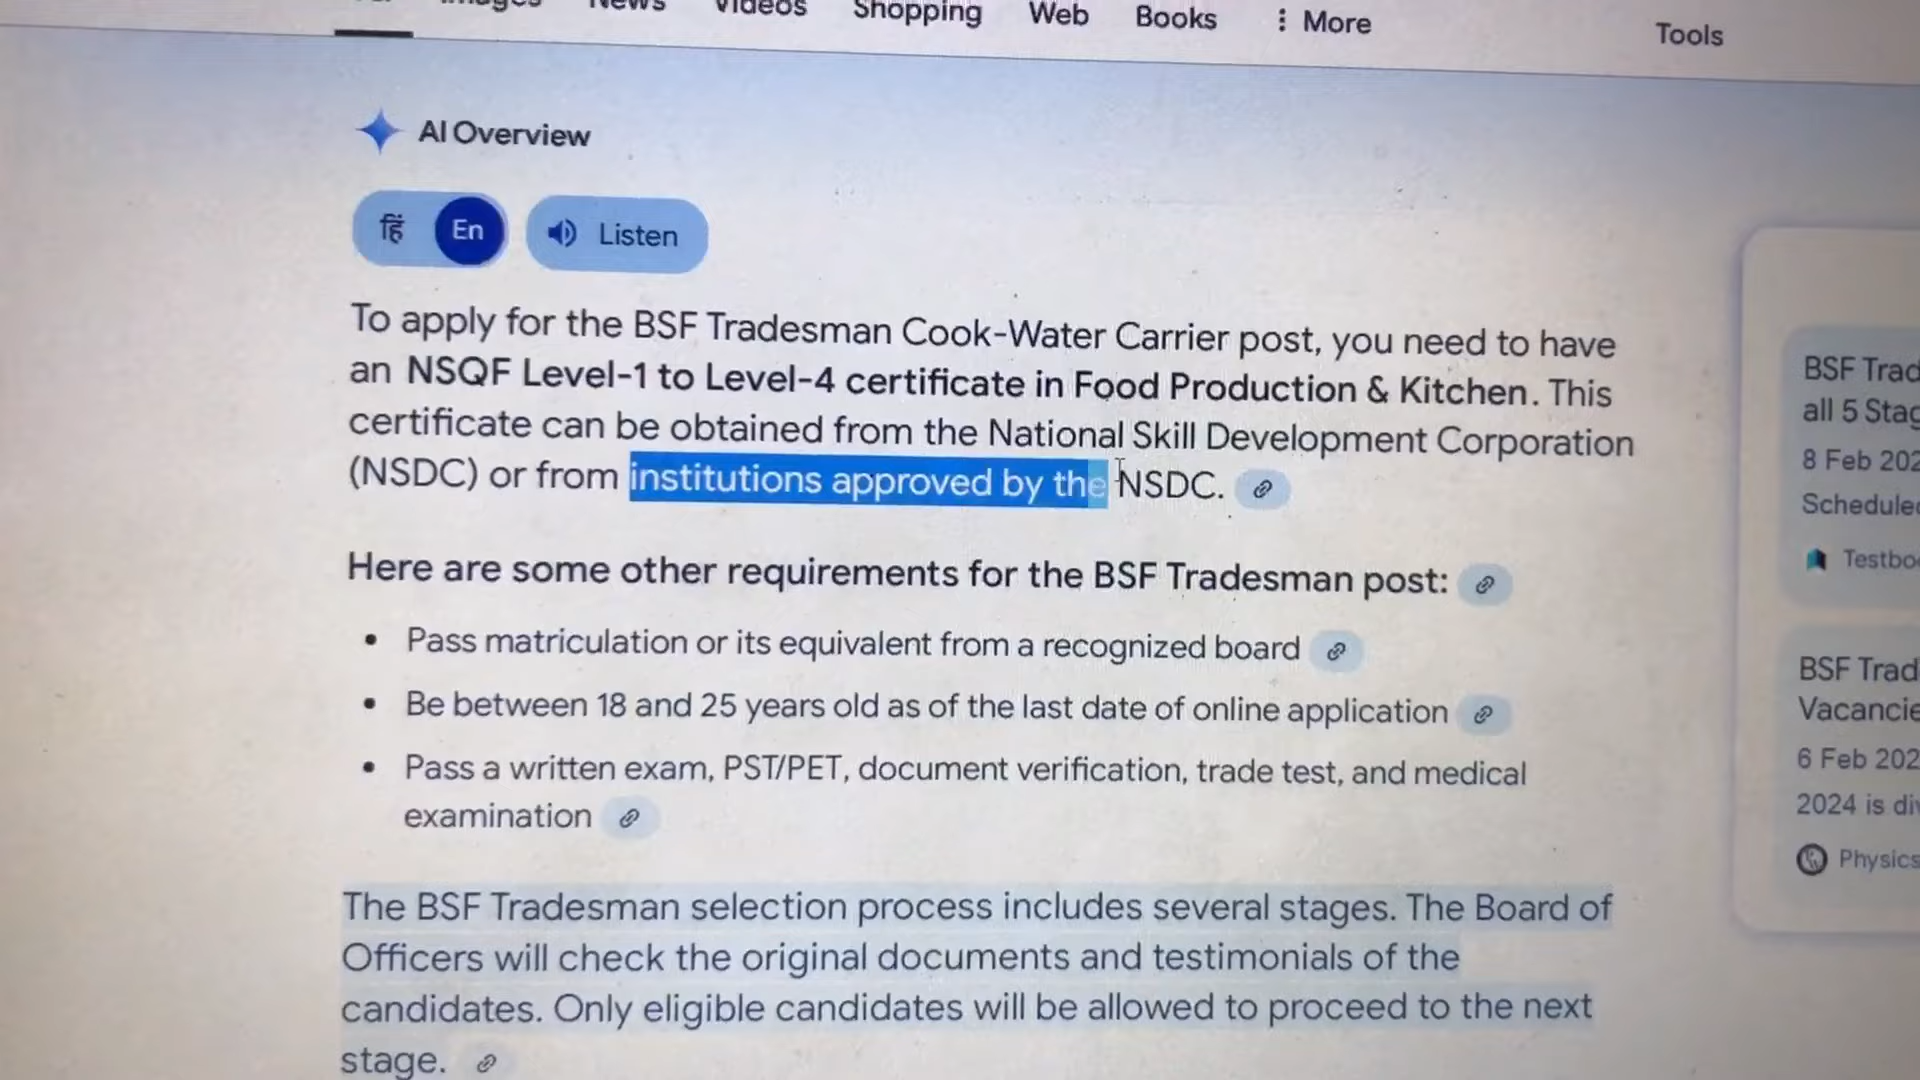 Images News Videos Shopping Web Books More Tools
AI Overview
हिं En Listen
To apply for the BSF Tradesman Cook-Water Carrier post, you need to have
an NSQF Level-1 to Level-4 certificate in Food Production & Kitchen. This
certificate can be obtained from the National Skill Development Corporation
(NSDC) or from institutions approved by the NSDC.
Here are some other requirements for the BSF Tradesman post:
• Pass matriculation or its equivalent from a recognized board
• Be between 18 and 25 years old as of the last date of online application
• Pass a written exam, PST/PET, document verification, trade test, and medical
examination
The BSF Tradesman selection process includes several stages. The Board of
Officers will check the original documents and testimonials of the
candidates. Only eligible candidates will be allowed to proceed to the next
stage.
BSF Trad
all 5 Stag
8 Feb 202
Schedule
Testbo
BSF Trad
Vacancie
6 Feb 202
2024 is di
Physics